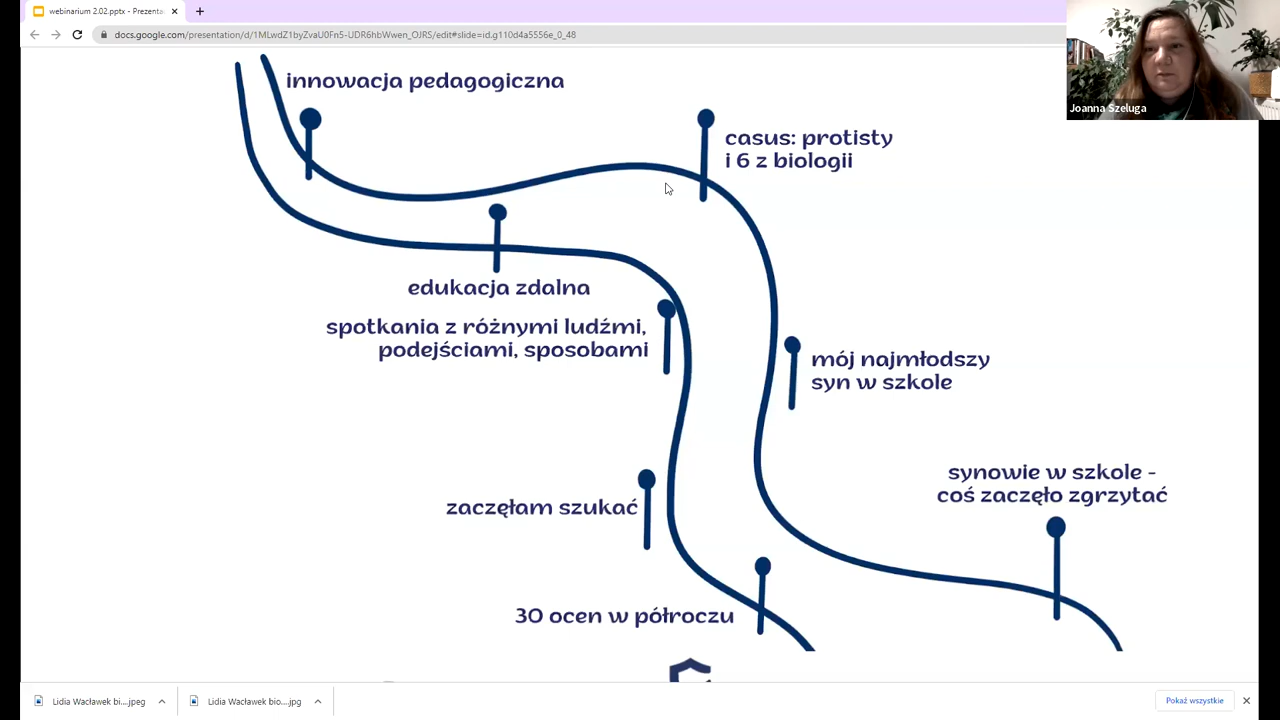 webinarium 2.02.pptx - Prezenta
docs.google.com/presentation/d/1MLwdZ1byZvaU0Fn5-UDR6hbWwen_OJRS/edit#slide=id.g110d4a5556e_0_48
Joanna Szeluga
innowacja pedagogiczna
casus: protisty
i 6 z biologii
edukacja zdalna
spotkania z różnymi ludźmi,
podejściami, sposobami
mój najmłodszy
syn w szkole
synowie w szkole -
coś zaczęło zgrzytać
zaczęłam szukać
30 ocen w półroczu
Lidia Wacławek bi....jpeg
Lidia Wacławek bio....jpg
Pokaż wszystkie